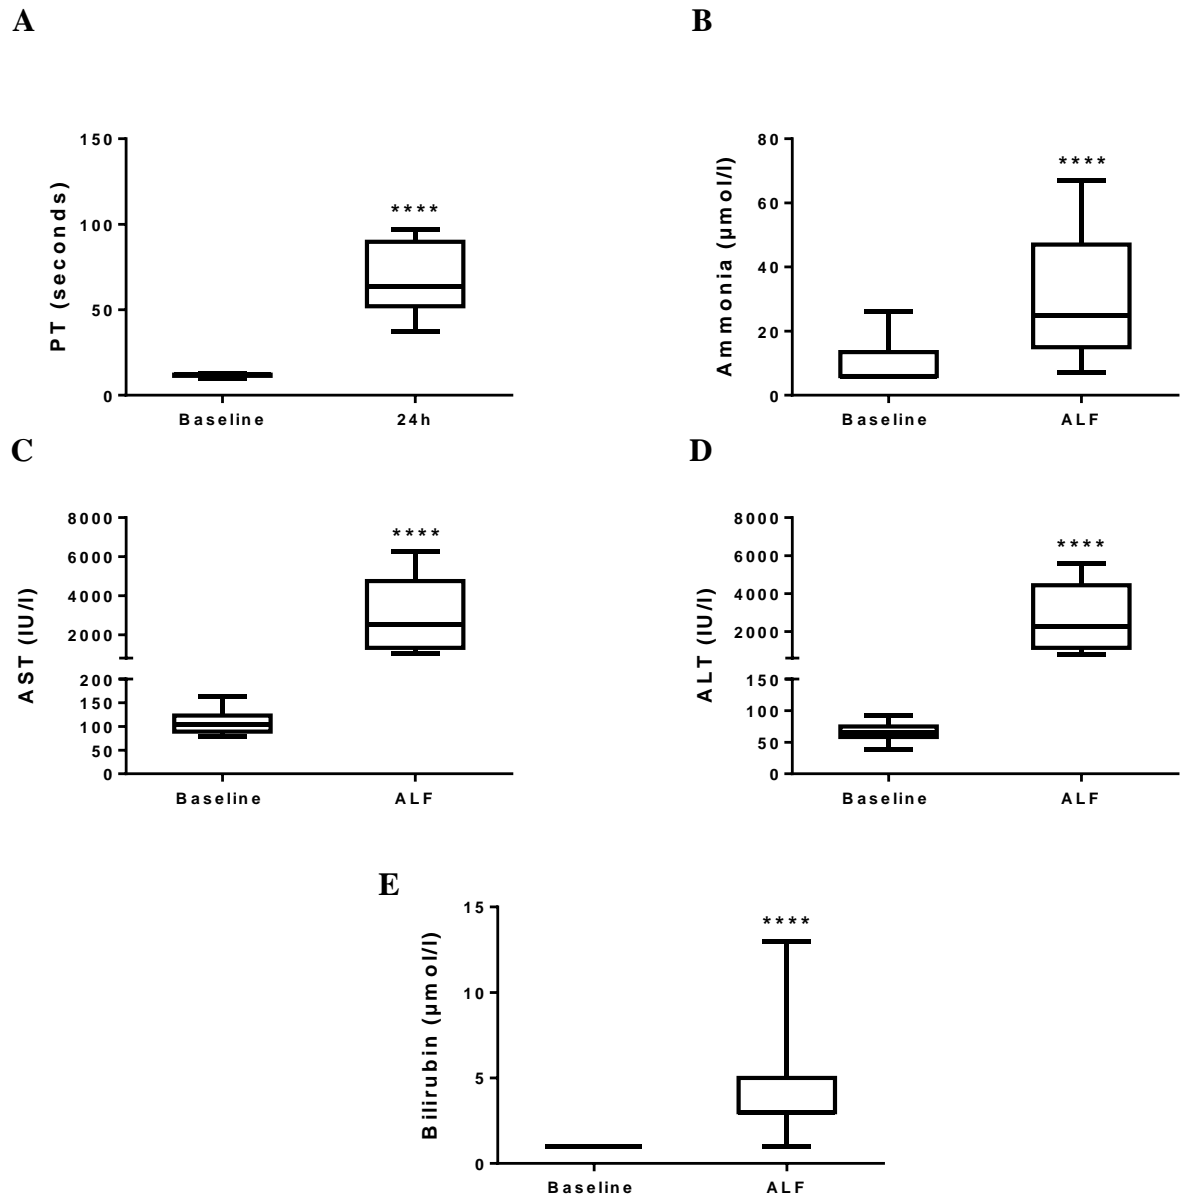 A
PT (seconds)
150
100
50
0
****
Baseline 24h
B
Ammonia (µmol/l)
80
60
40
20
0
****
Baseline ALF
C
AST (IU/l)
8000
6000
4000
2000
200
150
100
50
0
****
Baseline ALF
D
ALT (IU/l)
8000
6000
4000
2000
150
100
50
0
****
Baseline ALF
E
Bilirubin (µmol/l)
15
10
5
0
****
Baseline ALF